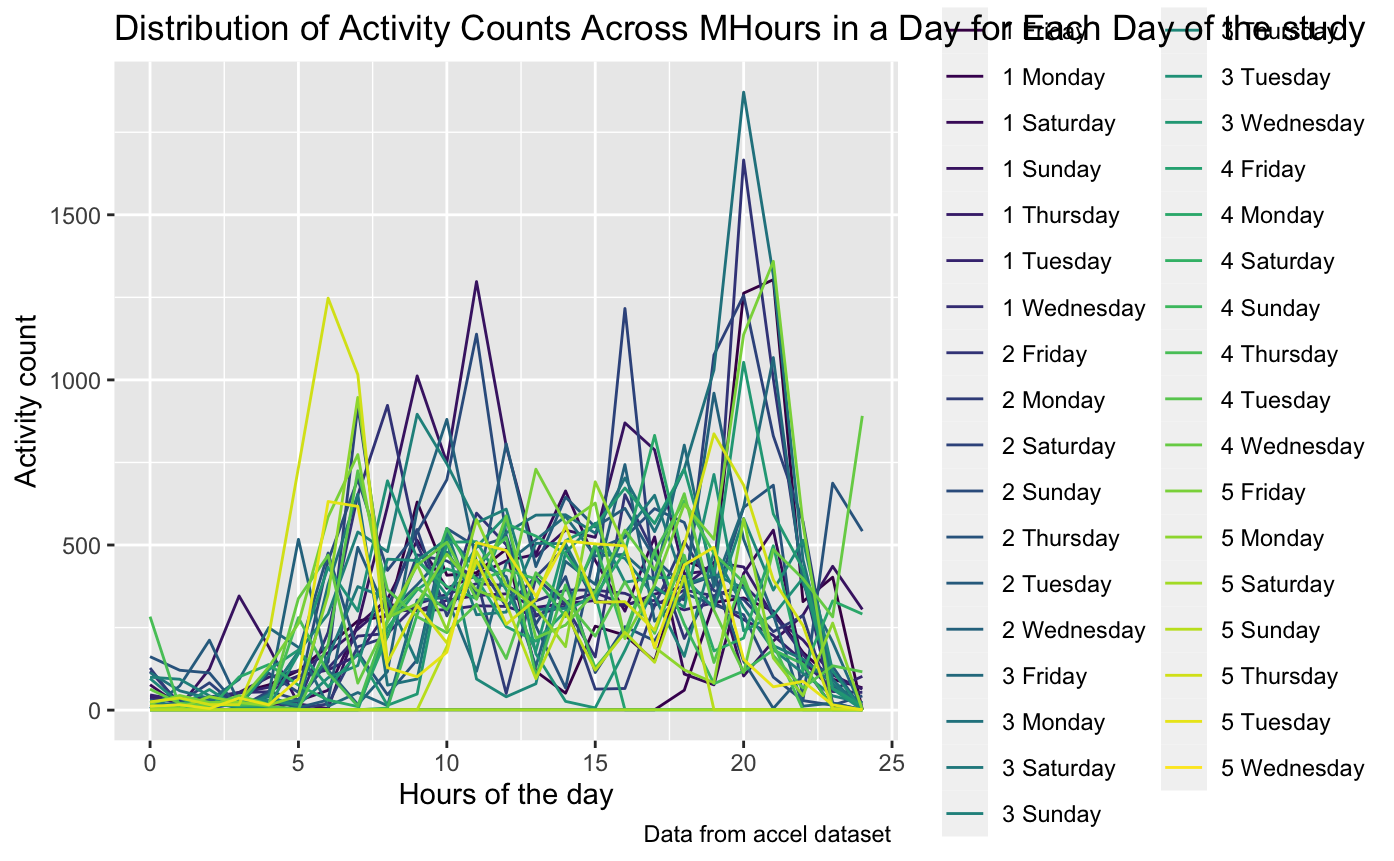 Distribution of Activity Counts Across MHours in a Day for Each Day of the study
1500
1000
500
0
0 5 10 15 20 25
Activity count
Hours of the day
Data from accel dataset
1 Friday
1 Monday
1 Saturday
1 Sunday
1 Thursday
1 Tuesday
1 Wednesday
2 Friday
2 Monday
2 Saturday
2 Sunday
2 Thursday
2 Tuesday
2 Wednesday
3 Friday
3 Monday
3 Saturday
3 Sunday
3 Thursday
3 Tuesday
3 Wednesday
4 Friday
4 Monday
4 Saturday
4 Sunday
4 Thursday
4 Tuesday
4 Wednesday
5 Friday
5 Monday
5 Saturday
5 Sunday
5 Thursday
5 Tuesday
5 Wednesday